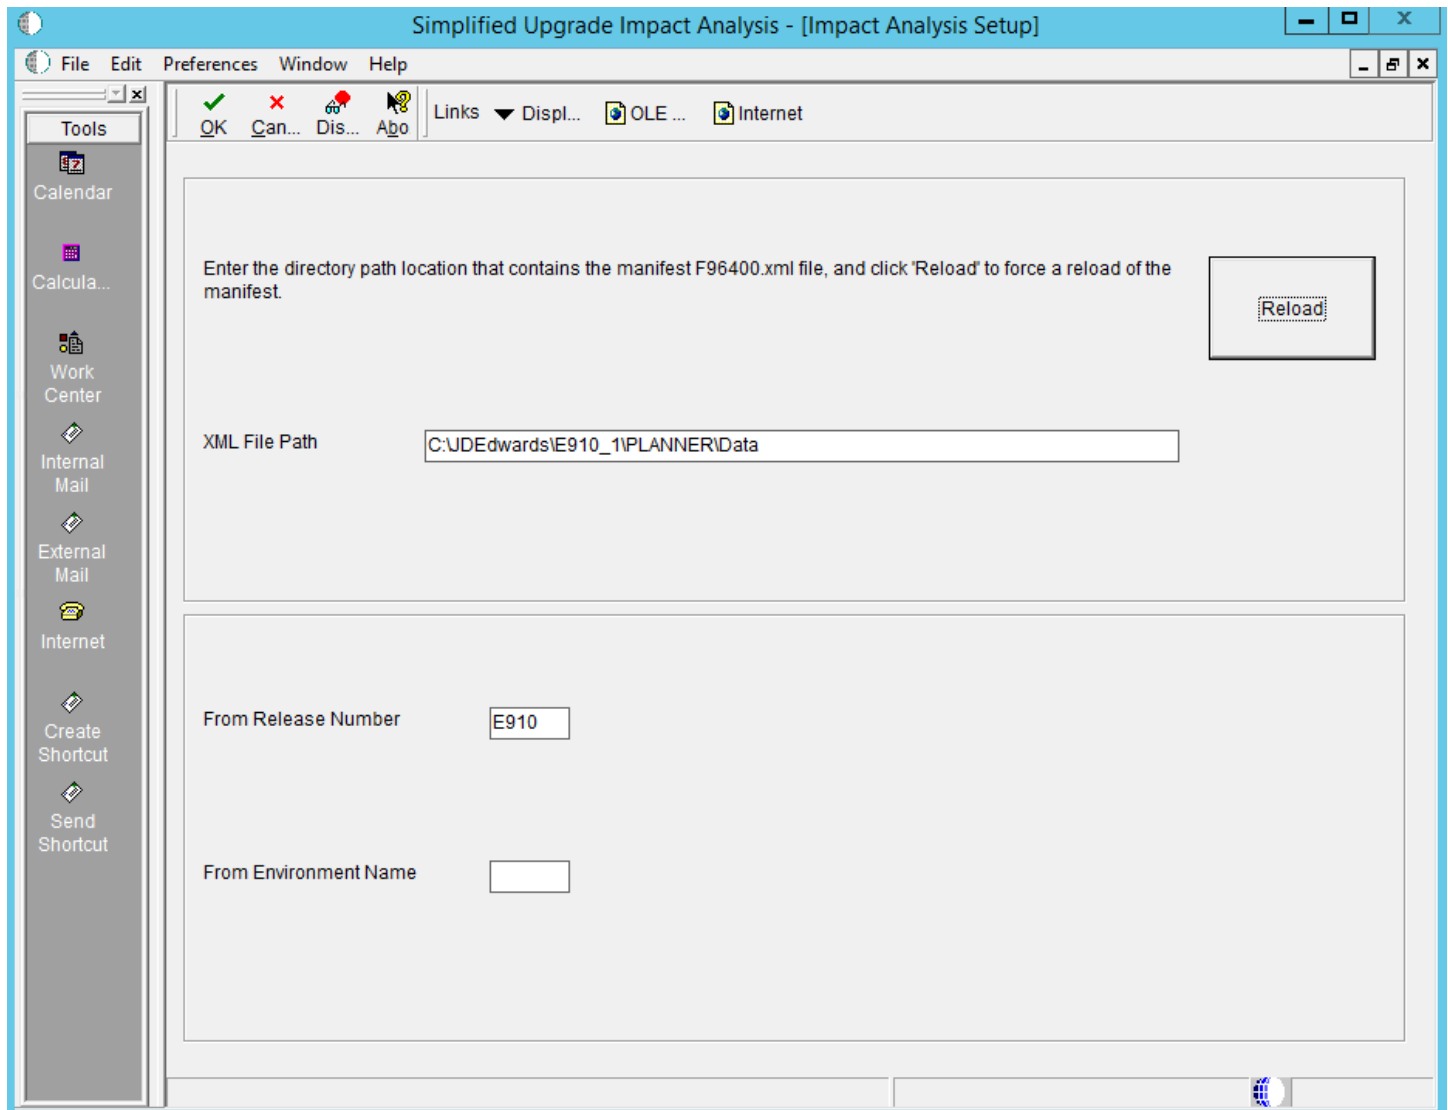 Simplified Upgrade Impact Analysis - [Impact Analysis Setup]
File Edit Preferences Window Help
Tools
OK Can... Dis... Abo Links Displ... OLE ... Internet
Calendar
Calcula...
Work
Center
Internal
Mail
External
Mail
Internet
Create
Shortcut
Send
Shortcut
Enter the directory path location that contains the manifest F96400.xml file, and click 'Reload' to force a reload of the
manifest.
Reload
XML File Path C:\JDEdwards\E910_1\PLANNER\Data
From Release Number E910
From Environment Name